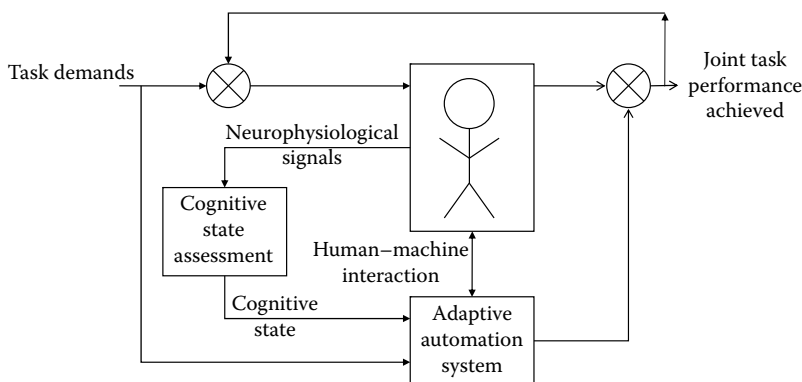 Task demands
Joint task
performance
achieved
Neurophysiological
signals
Cognitive
state
assessment
Human–machine
interaction
Cognitive
state
Adaptive
automation
system